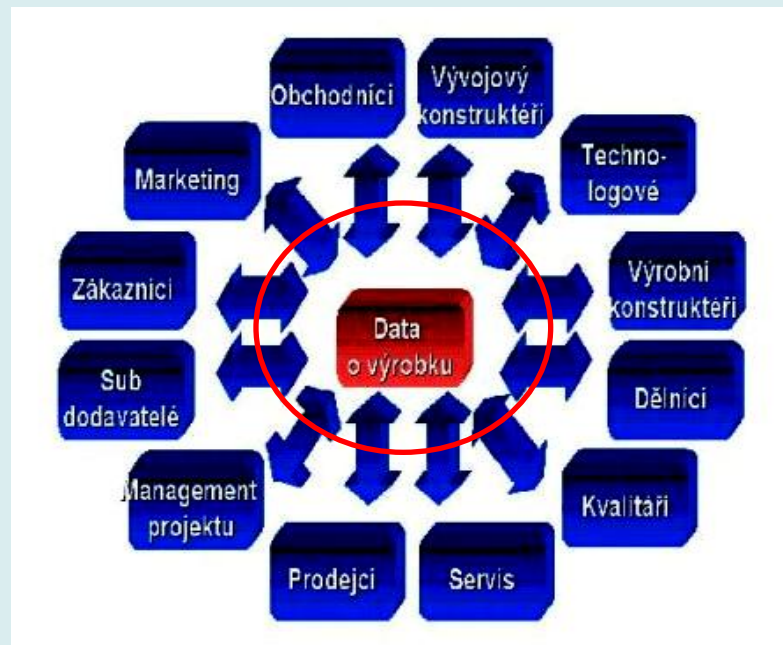 Obchodníci
Vývojový
konstruktéři
Techno-
logové
Marketing
Výrobní
konstruktéři
Zákazníci
Data
o výrobku
Sub
dodavatelé
Dělníci
Management
projektu
Kvalitáři
Prodejci
Servis